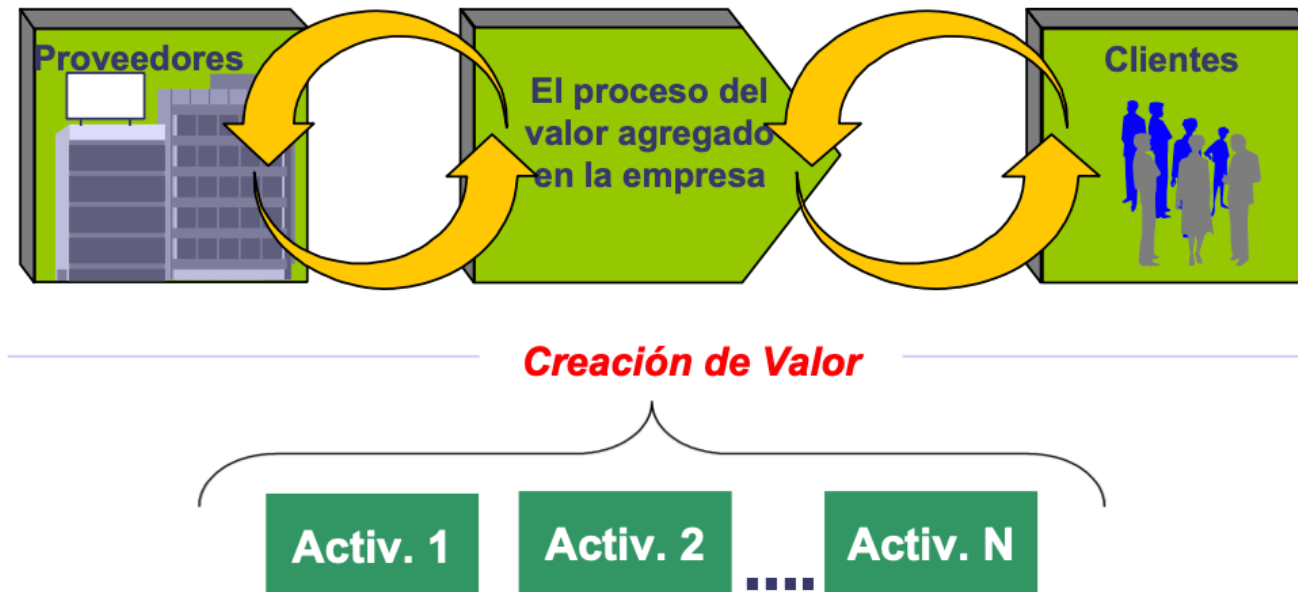 Proveedores
El proceso del
valor agregado
en la empresa
Clientes
Creación de Valor
Activ. 1
Activ. 2
.....
Activ. N